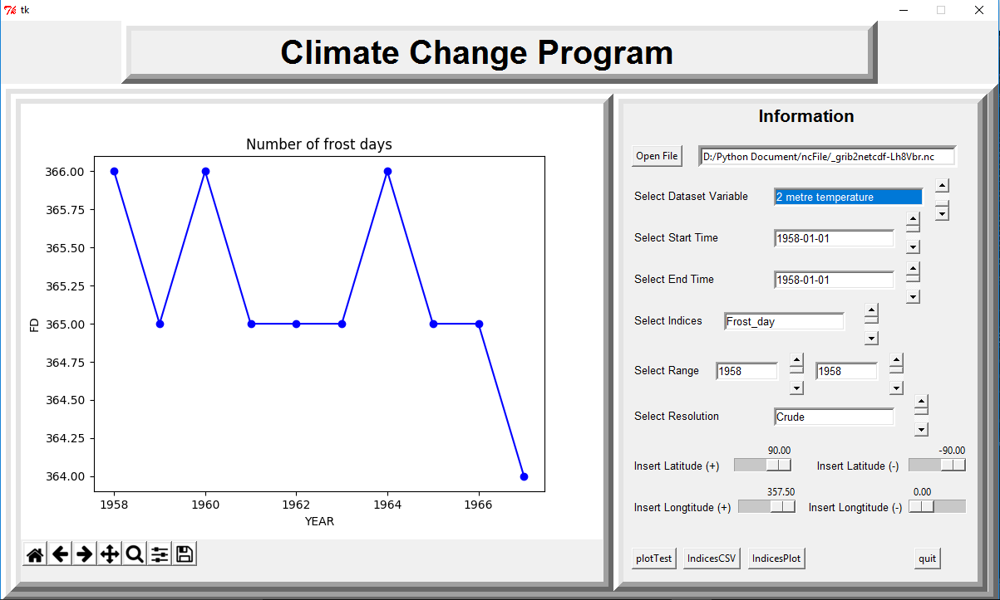 tk
Climate Change Program
Number of frost days
366.00
365.75
365.50
365.25
365.00
364.75
364.50
364.25
364.00
FD
1958 1960 1962 1964 1966
YEAR
Information
Open File D:/Python Document/ncFile/_grib2netcdf-Lh8Vbr.nc
Select Dataset Variable 2 metre temperature
Select Start Time 1958-01-01
Select End Time 1958-01-01
Select Indices Frost_day
Select Range 1958 1958
Select Resolution Crude
90.00 -90.00
Insert Latitude (+) Insert Latitude (-)
357.50 0.00
Insert Longtitude (+) Insert Longtitude (-)
plotTest IndicesCSV IndicesPlot quit